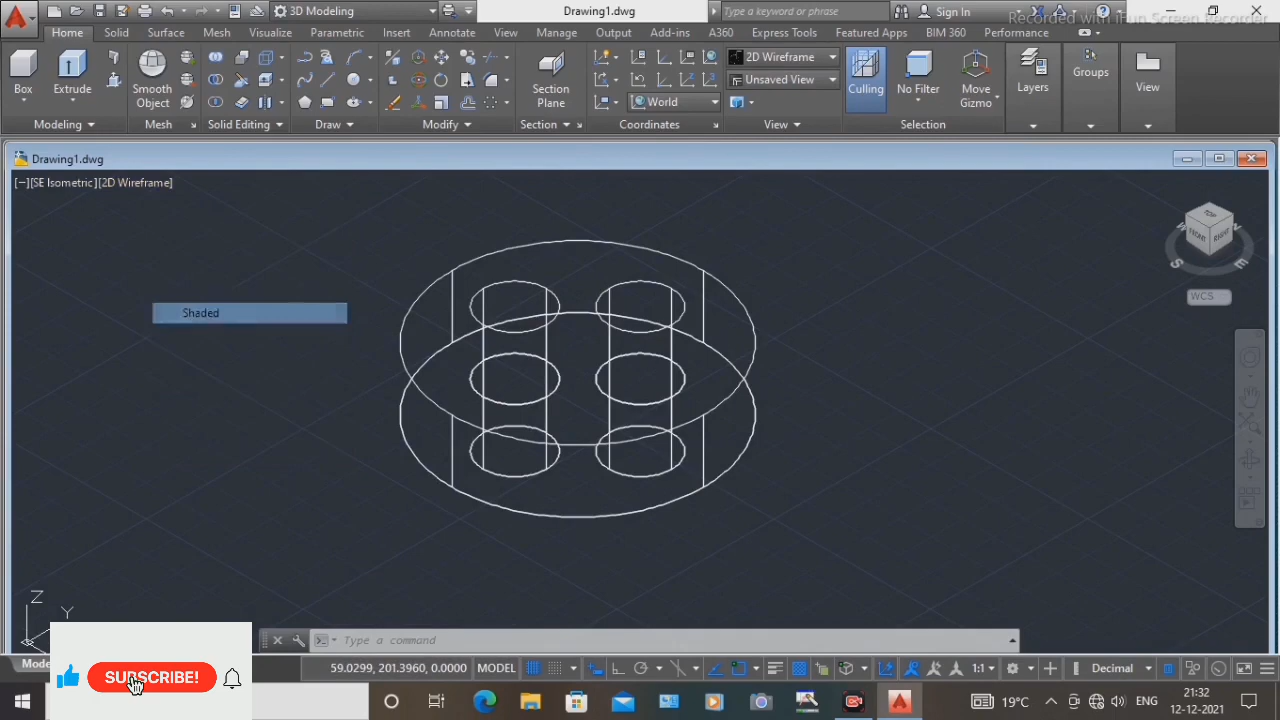 3D Modeling
Drawing1.dwg
Type a keyword or phrase
Sign In
Recorded with iFun Screen Recorder
Home
Solid
Surface
Mesh
Visualize
Parametric
Insert
Annotate
View
Manage
Output
Add-ins
A360
Express Tools
Featured Apps
BIM 360
Performance
Box
Extrude
Smooth
Object
Section
Plane
World
2D Wireframe
Unsaved View
Culling
No Filter
Move
Gizmo
Layers
Groups
View
Modeling
Mesh
Solid Editing
Draw
Modify
Section
Coordinates
View
Selection
Drawing1.dwg
[−][SE Isometric][2D Wireframe]
TOP
FRONT
RIGHT
W
N
S
E
WCS
Shaded
Z
Y
Type a command
Mode
59.0299, 201.3960, 0.0000
MODEL
1:1
Decimal
SUBSCRIBE!
19°C
ENG
21:32
12-12-2021